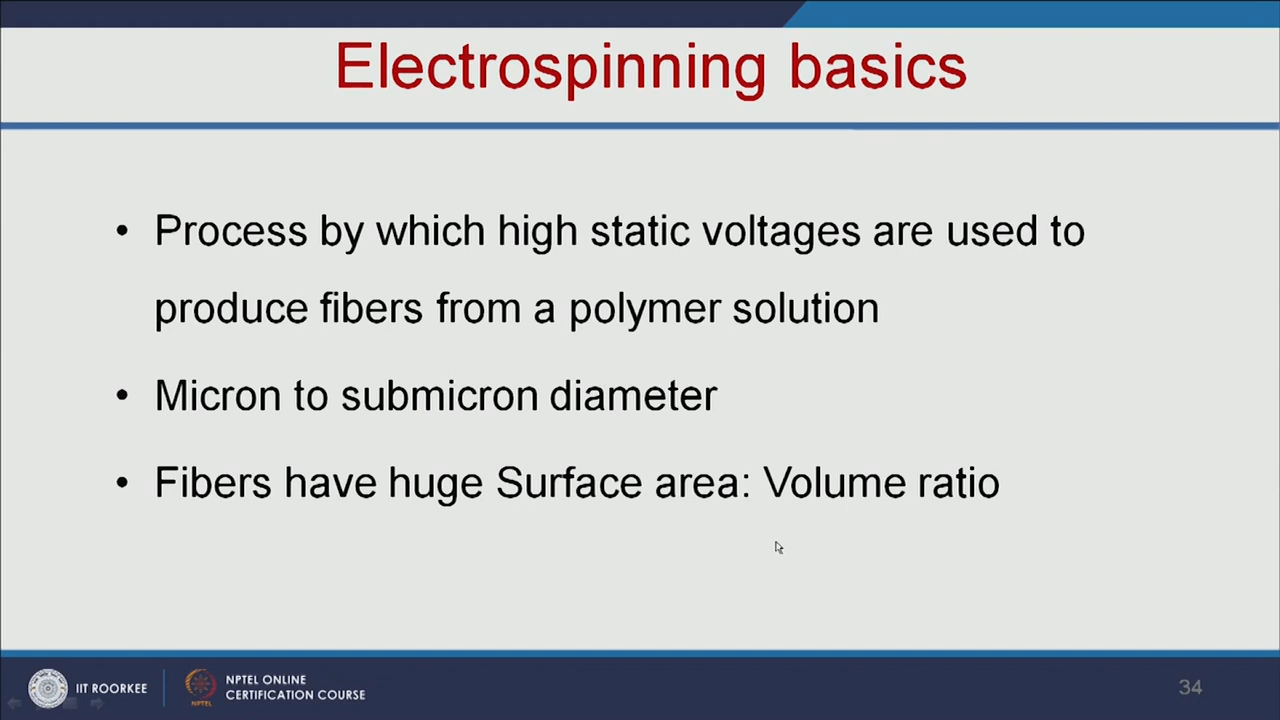 Electrospinning basics
• Process by which high static voltages are used to
produce fibers from a polymer solution
• Micron to submicron diameter
• Fibers have huge Surface area: Volume ratio
IIT ROORKEE
NPTEL
NPTEL ONLINE
CERTIFICATION COURSE
34